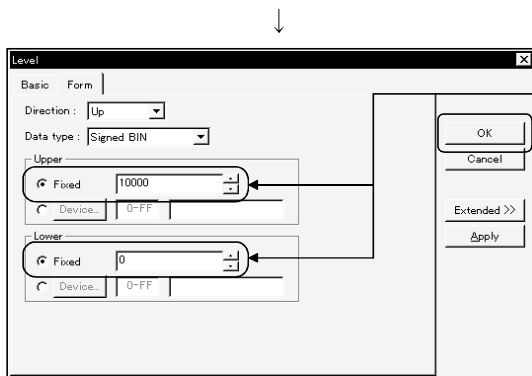 Level
Basic Form
Direction : Up
Data type : Signed BIN
Upper
Fixed 10000
Device... 0-FF
Lower
Fixed 0
Device... 0-FF
OK
Cancel
Extended >>
Apply